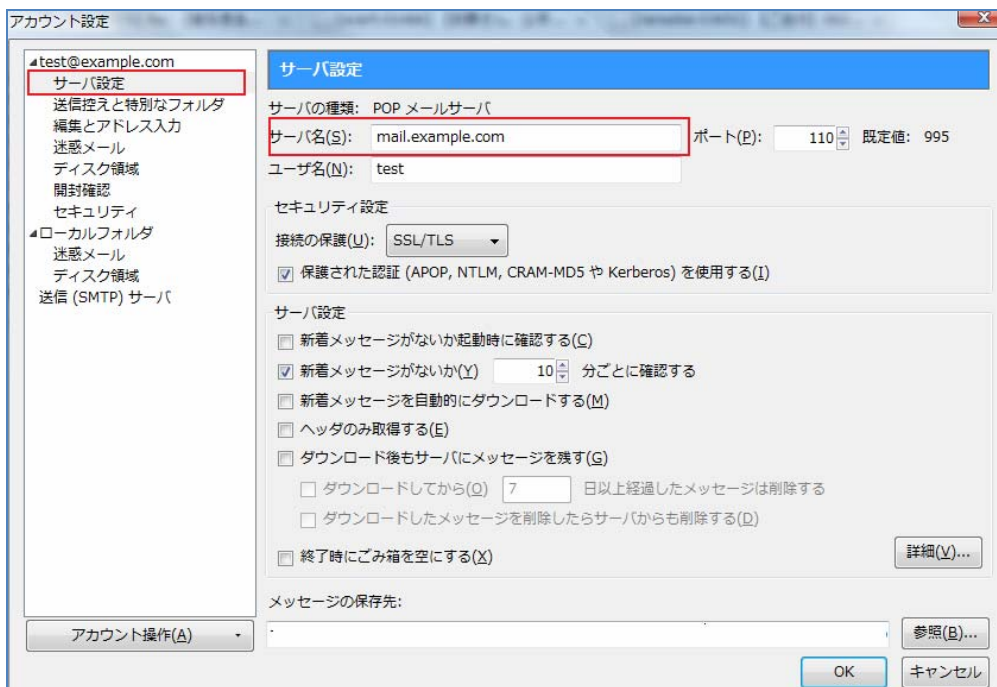 アカウント設定
test@example.com
サーバ設定
送信控えと特別なフォルダ
編集とアドレス入力
迷惑メール
ディスク領域
開封確認
セキュリティ
ローカルフォルダ
迷惑メール
ディスク領域
送信 (SMTP) サーバ
アカウント操作(A)
サーバ設定
サーバの種類: POP メールサーバ
サーバ名(S): mail.example.com ポート(P): 110 既定値: 995
ユーザ名(N): test
セキュリティ設定
接続の保護(U): SSL/TLS
保護された認証 (APOP, NTLM, CRAM-MD5 や Kerberos) を使用する(I)
サーバ設定
新着メッセージがないか起動時に確認する(C)
新着メッセージがないか(Y) 10 分ごとに確認する
新着メッセージを自動的にダウンロードする(M)
ヘッダのみ取得する(E)
ダウンロード後もサーバにメッセージを残す(G)
ダウンロードしてから(O) 7 日以上経過したメッセージは削除する
ダウンロードしたメッセージを削除したらサーバからも削除する(D)
終了時にごみ箱を空にする(X)
詳細(V)...
メッセージの保存先:
参照(B)...
OK キャンセル